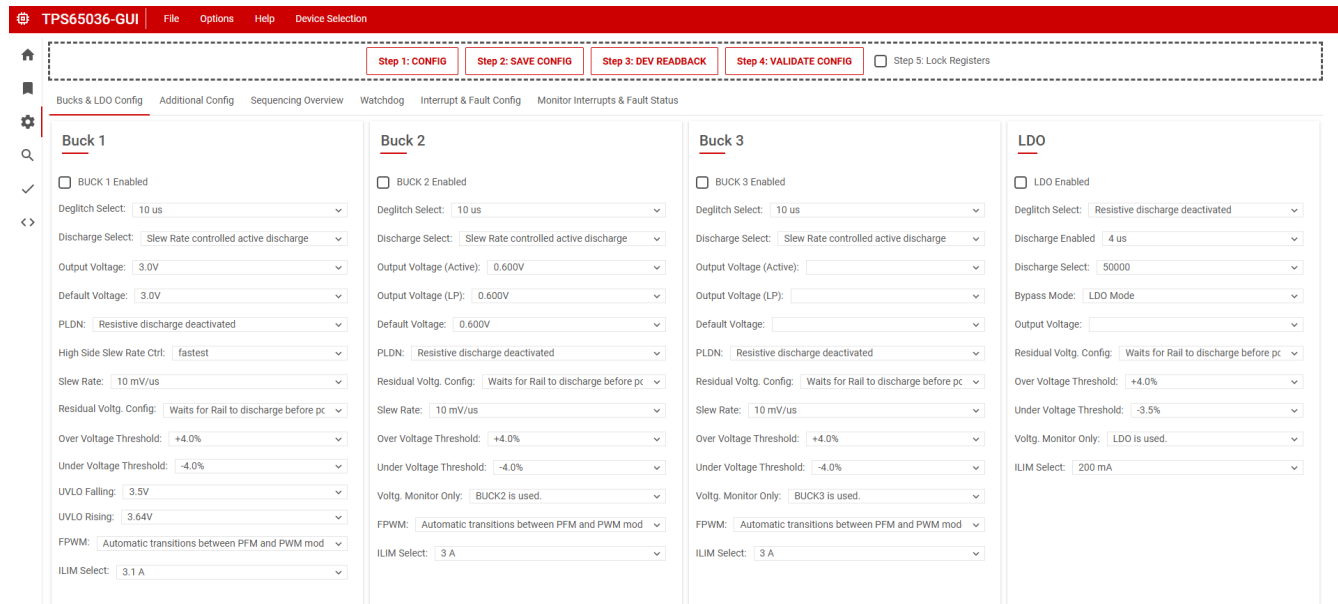 TPS65036-GUI File Options Help Device Selection
Step 1: CONFIG Step 2: SAVE CONFIG Step 3: DEV READBACK Step 4: VALIDATE CONFIG Step 5: Lock Registers
Bucks & LDO Config Additional Config Sequencing Overview Watchdog Interrupt & Fault Config Monitor Interrupts & Fault Status
Buck 1
BUCK 1 Enabled
Deglitch Select: 10 us
Discharge Select: Slew Rate controlled active discharge
Output Voltage: 3.0V
Default Voltage: 3.0V
PLDN: Resistive discharge deactivated
High Side Slew Rate Ctrl: fastest
Slew Rate: 10 mV/us
Residual Voltg. Config: Waits for Rail to discharge before pc
Over Voltage Threshold: +4.0%
Under Voltage Threshold: -4.0%
UVLO Falling: 3.5V
UVLO Rising: 3.64V
FPWM: Automatic transitions between PFM and PWM mod
ILIM Select: 3.1 A
Buck 2
BUCK 2 Enabled
Deglitch Select: 10 us
Discharge Select: Slew Rate controlled active discharge
Output Voltage (Active): 0.600V
Output Voltage (LP): 0.600V
Default Voltage: 0.600V
PLDN: Resistive discharge deactivated
Residual Voltg. Config: Waits for Rail to discharge before pc
Slew Rate: 10 mV/us
Over Voltage Threshold: +4.0%
Under Voltage Threshold: -4.0%
Voltg. Monitor Only: BUCK2 is used.
FPWM: Automatic transitions between PFM and PWM mod
ILIM Select: 3 A
Buck 3
BUCK 3 Enabled
Deglitch Select: 10 us
Discharge Select: Slew Rate controlled active discharge
Output Voltage (Active):
Output Voltage (LP):
Default Voltage:
PLDN: Resistive discharge deactivated
Residual Voltg. Config: Waits for Rail to discharge before pc
Slew Rate: 10 mV/us
Over Voltage Threshold: +4.0%
Under Voltage Threshold: -4.0%
Voltg. Monitor Only: BUCK3 is used.
FPWM: Automatic transitions between PFM and PWM mod
ILIM Select: 3 A
LDO
LDO Enabled
Deglitch Select: Resistive discharge deactivated
Discharge Enabled 4 us
Discharge Select: 50000
Bypass Mode: LDO Mode
Output Voltage:
Residual Voltg. Config: Waits for Rail to discharge before pc
Over Voltage Threshold: +4.0%
Under Voltage Threshold: -3.5%
Voltg. Monitor Only: LDO is used.
ILIM Select: 200 mA